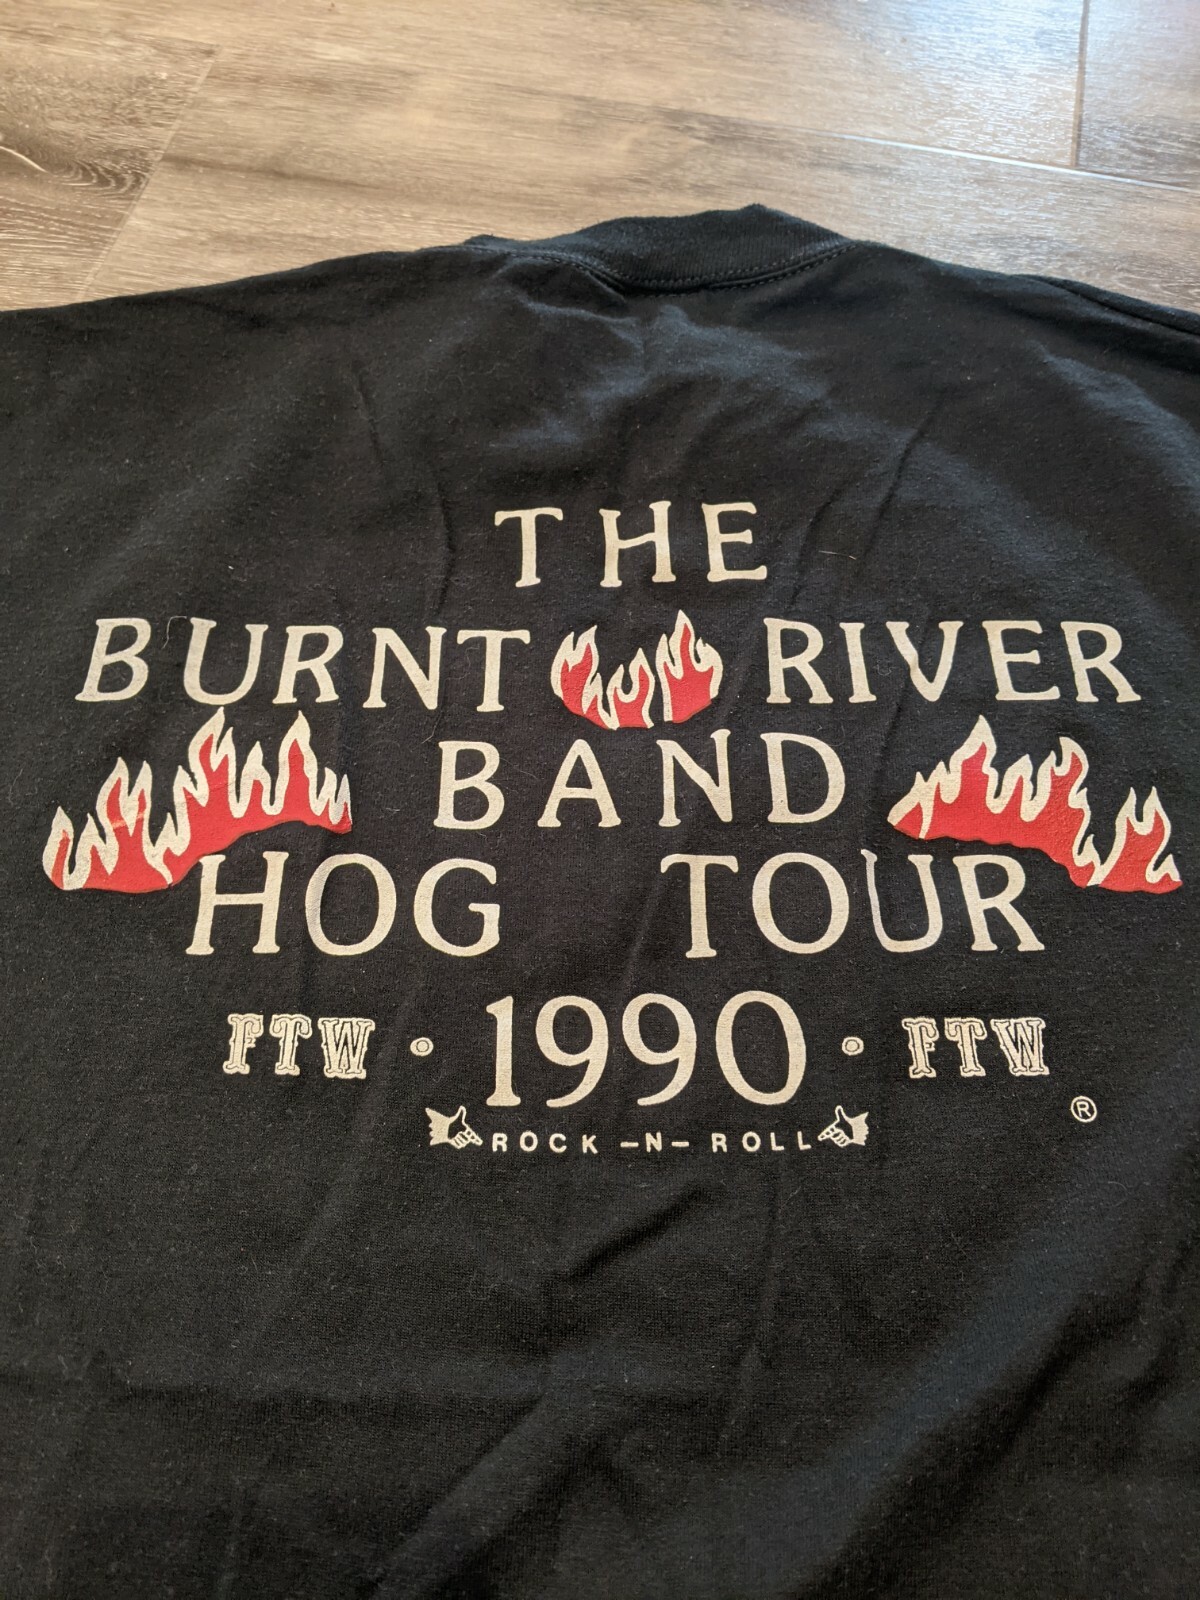 THE
BURNT RIVER
BAND
HOG TOUR
FTW • 1990 • FTW
®
ROCK -N- ROLL